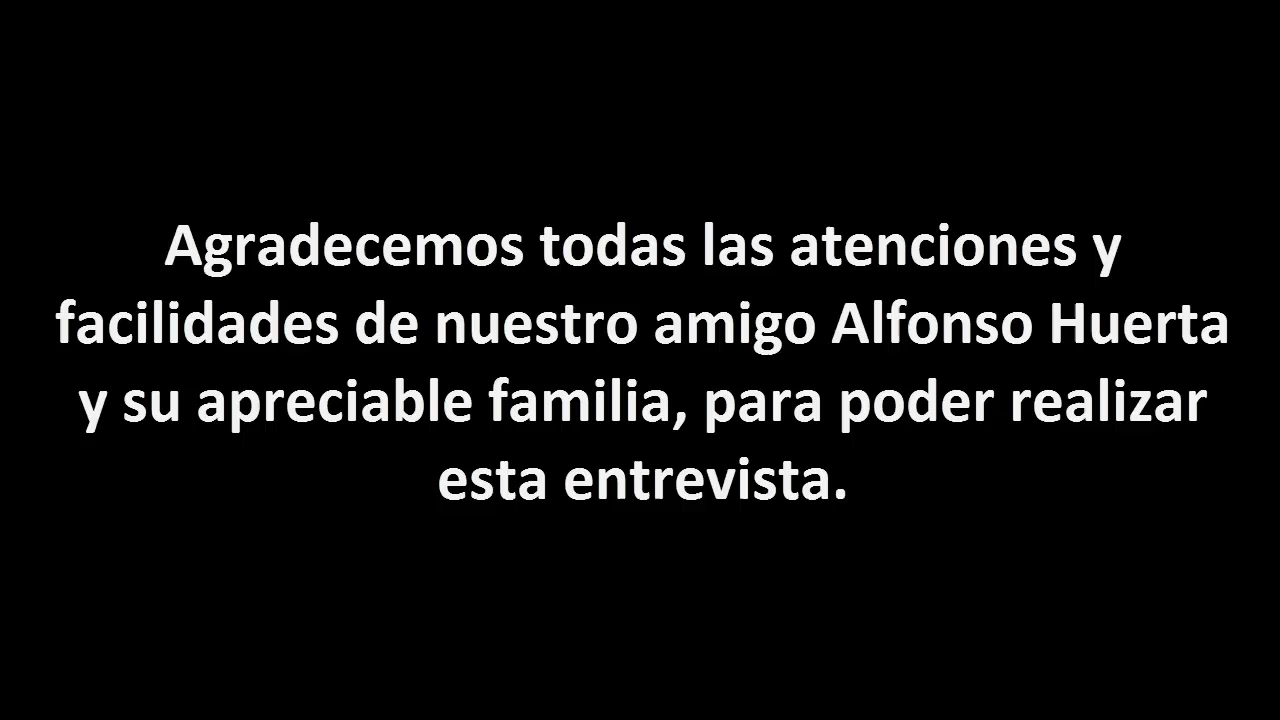 Agradecemos todas las atenciones y
facilidades de nuestro amigo Alfonso Huerta
y su apreciable familia, para poder realizar
esta entrevista.